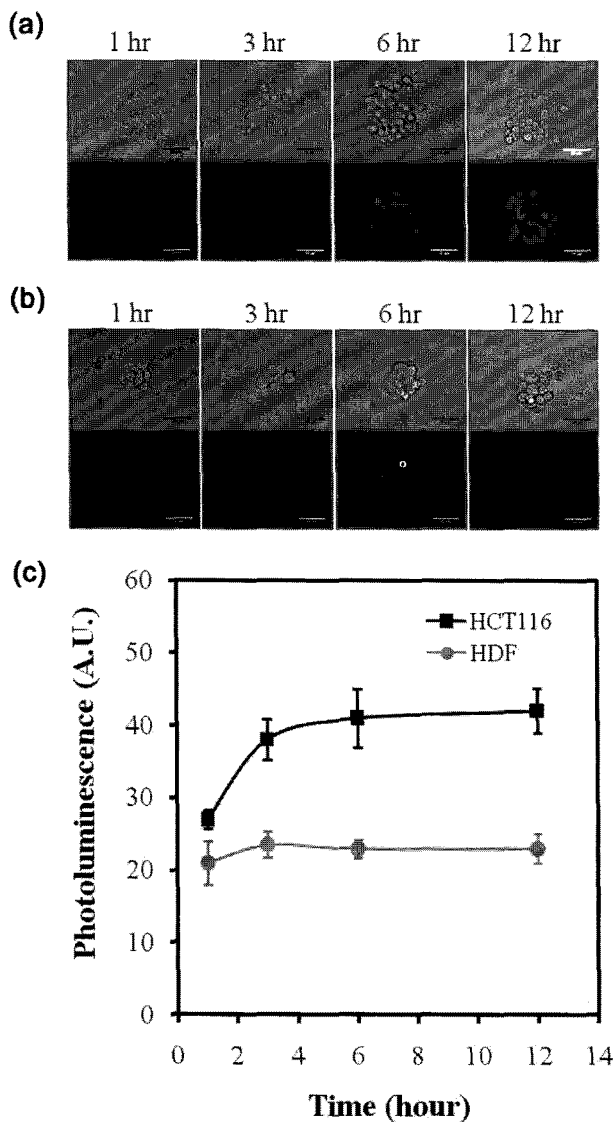 (a)
1 hr 3 hr 6 hr 12 hr
(b)
1 hr 3 hr 6 hr 12 hr
(c)
60
50
40
30
20
10
0
Photoluminescence (A.U.)
HCT116
HDF
0 2 4 6 8 10 12 14
Time (hour)